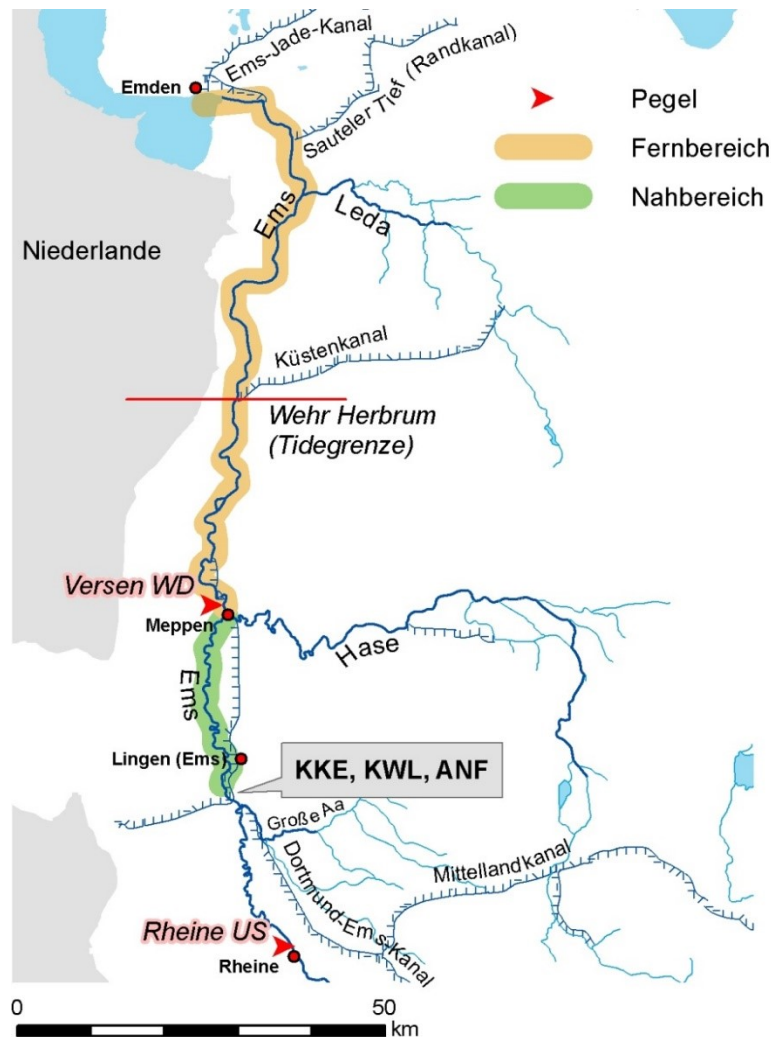 Ems-Jade-Kanal
Emden
Sauteler Tief (Randkanal)
Pegel
Fernbereich
Nahbereich
Ems
Leda
Niederlande
Küstenkanal
Wehr Herbrum
(Tidegrenze)
Versen WD
Meppen
Hase
Ems
Lingen (Ems)
KKE, KWL, ANF
Große Aa
Dortmund-Ems-Kanal
Mittellandkanal
Rheine US
Rheine
0
50
km